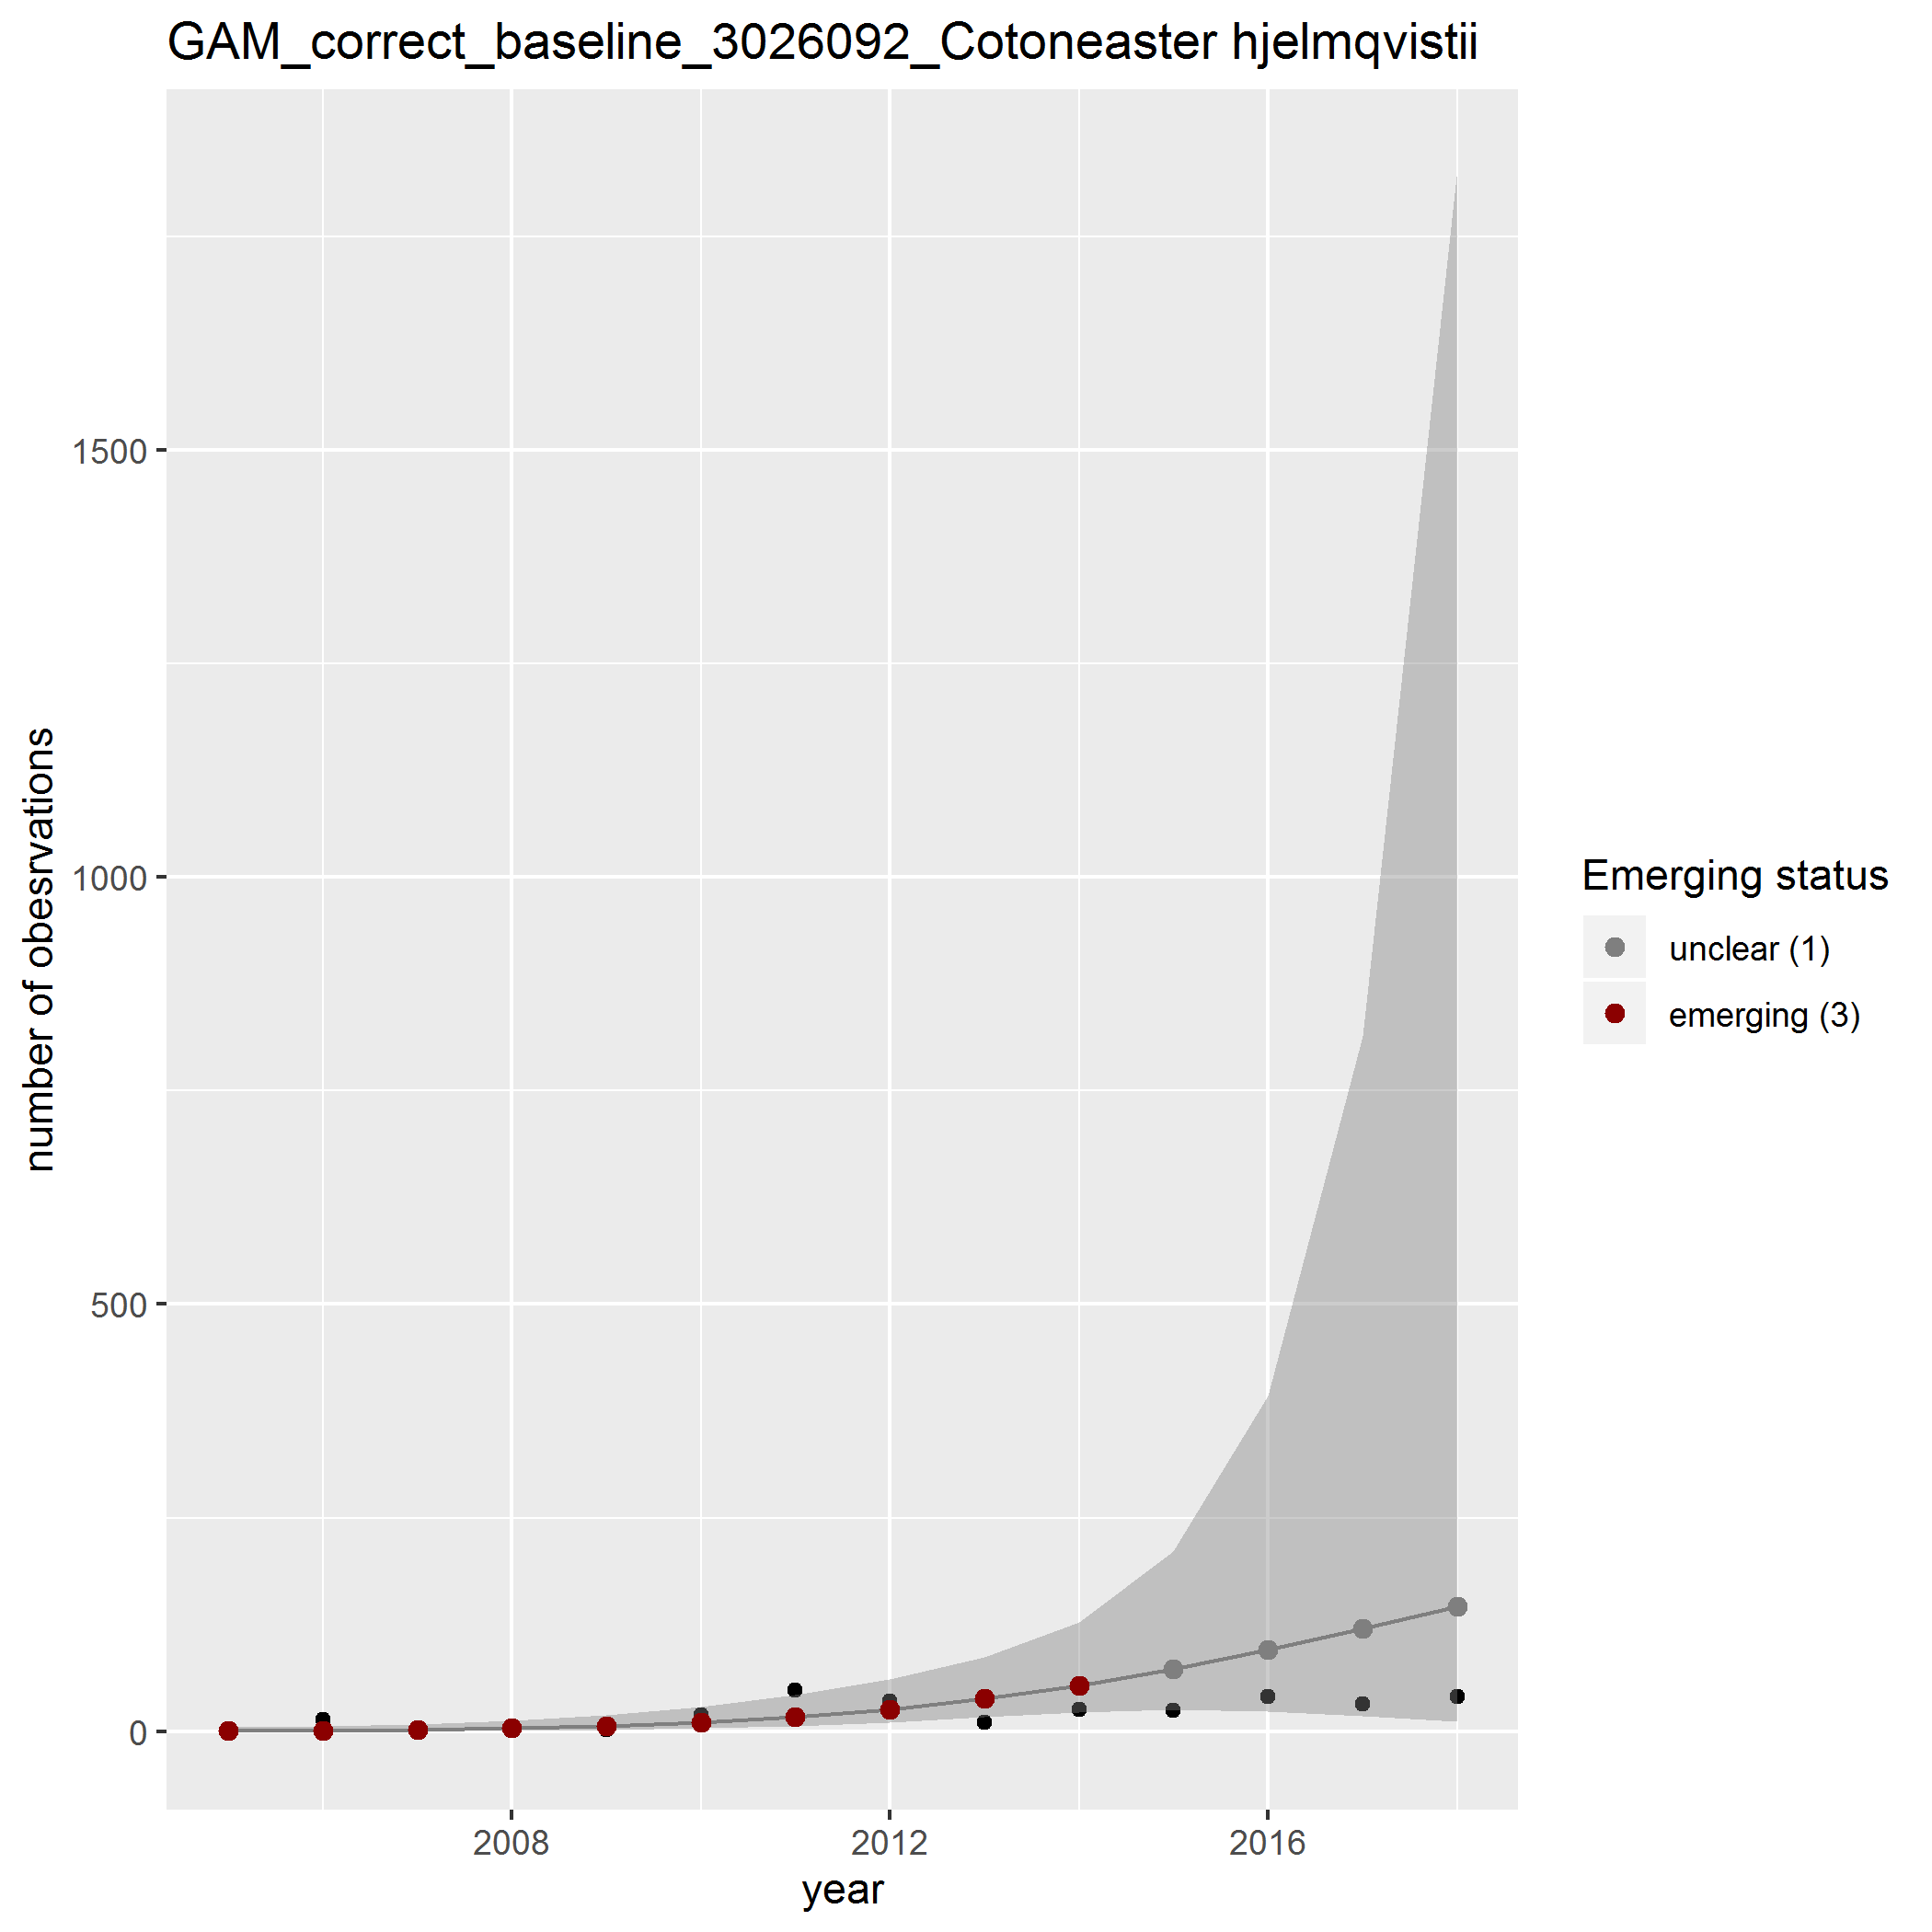 GAM_correct_baseline_3026092_Cotoneaster hjelmqvistii
number of obesrvations
1500
1000
500
0
2008
2012
2016
year
Emerging status
unclear (1)
emerging (3)